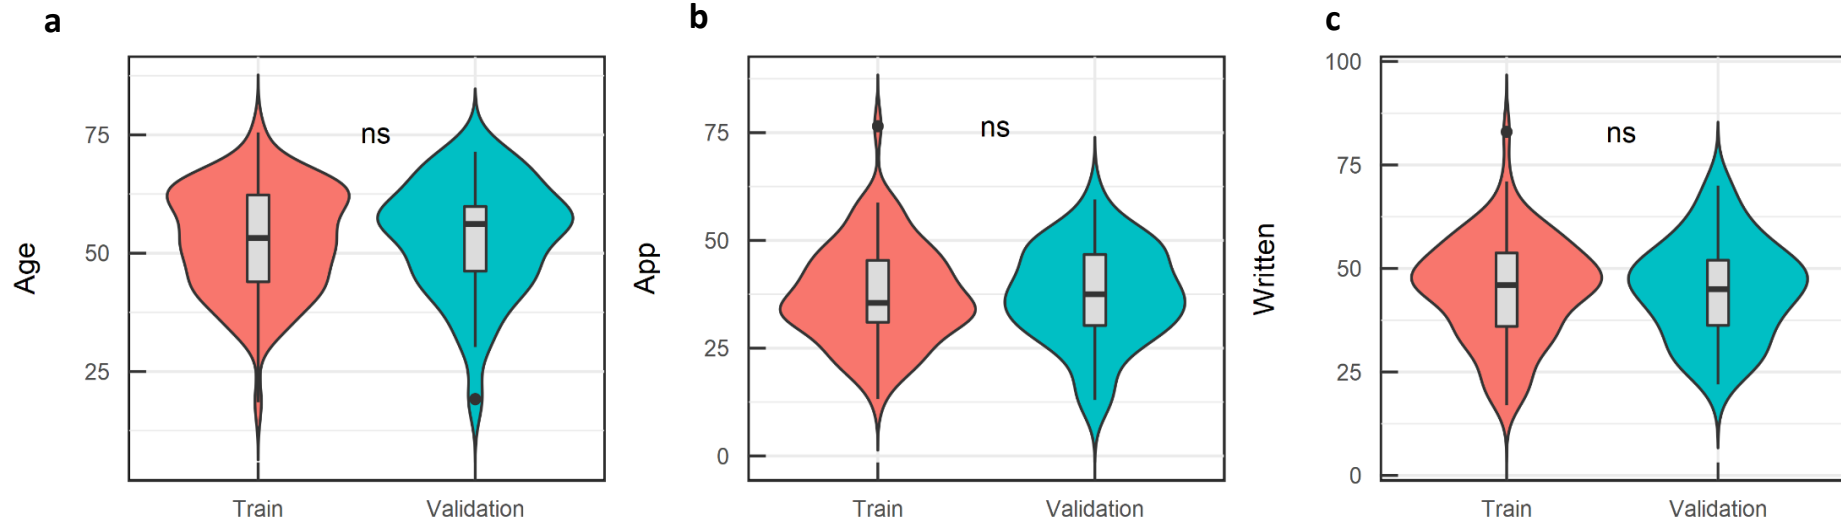 a
b
c
Age
75
50
25
ns
Train
Validation
App
75
50
25
0
ns
Train
Validation
Written
100
75
50
25
0
ns
Train
Validation